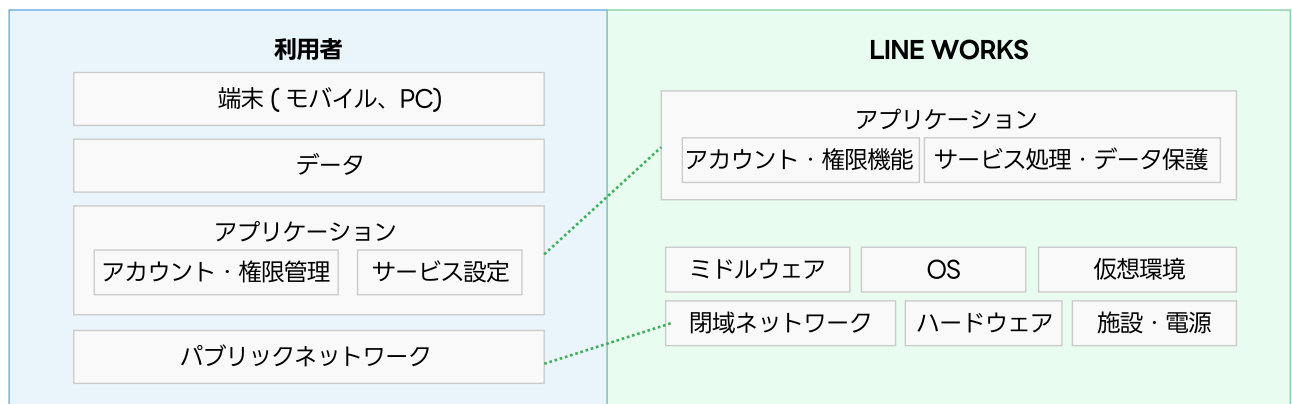 利用者
端末 ( モバイル、PC)
データ
アプリケーション
アカウント・権限管理
サービス設定
パブリックネットワーク
LINE WORKS
アプリケーション
アカウント・権限機能
サービス処理・データ保護
ミドルウェア
OS
仮想環境
閉域ネットワーク
ハードウェア
施設・電源